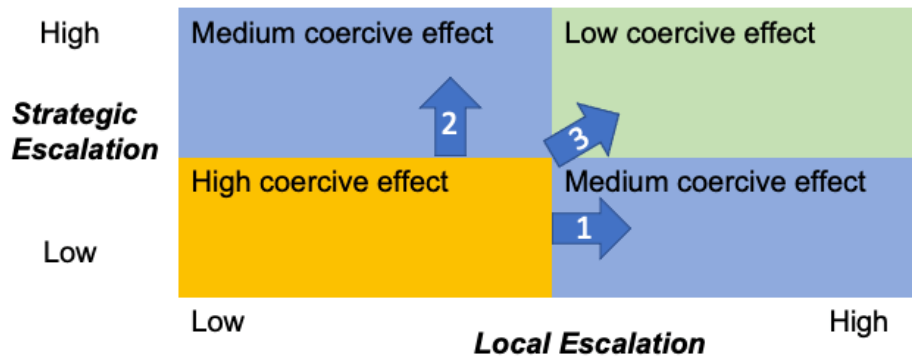 High
Medium coercive effect
Low coercive effect
Strategic
Escalation
2
3
High coercive effect
Medium coercive effect
1
Low
Low
High
Local Escalation